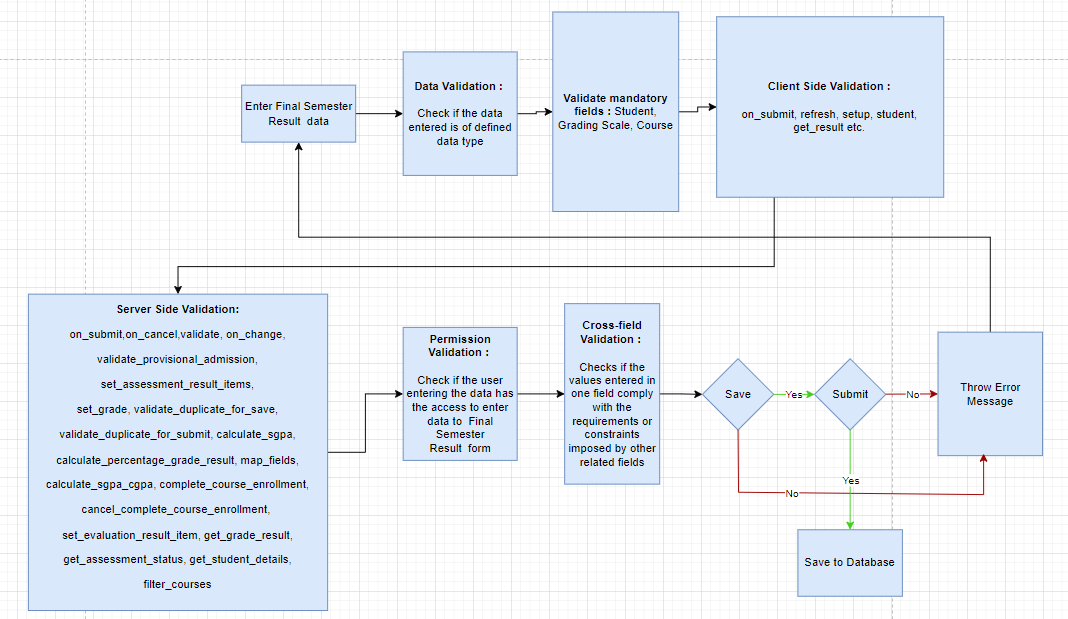 Enter Final Semester
Result data
Data Validation :
Check if the data
entered is of defined
data type
Validate mandatory
fields : Student,
Grading Scale, Course
Client Side Validation :
on_submit, refresh, setup, student,
get_result etc.
Server Side Validation:
on_submit,on_cancel,validate, on_change,
validate_provisional_admission,
set_assessment_result_items,
set_grade, validate_duplicate_for_save,
validate_duplicate_for_submit, calculate_sgpa,
calculate_percentage_grade_result, map_fields,
calculate_sgpa_cgpa, complete_course_enrollment,
cancel_complete_course_enrollment,
set_evaluation_result_item, get_grade_result,
get_assessment_status, get_student_details,
filter_courses
Permission
Validation :
Check if the user
entering the data has
the access to enter
data to Final
Semester
Result form
Cross-field
Validation :
Checks if the
values entered in
one field comply
with the
requirements or
constraints
imposed by other
related fields
Save
Yes
Submit
No
Throw Error
Message
Yes
No
Save to Database